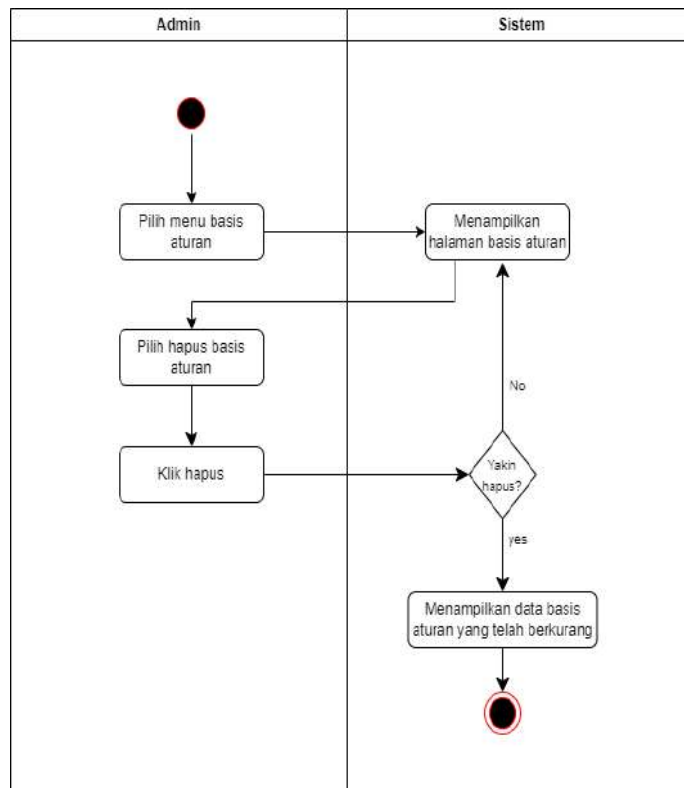 Admin
Sistem
Pilih menu basis
aturan
Menampilkan
halaman basis aturan
Pilih hapus basis
aturan
No
Klik hapus
Yakin
hapus?
yes
Menampilkan data basis
aturan yang telah berkurang